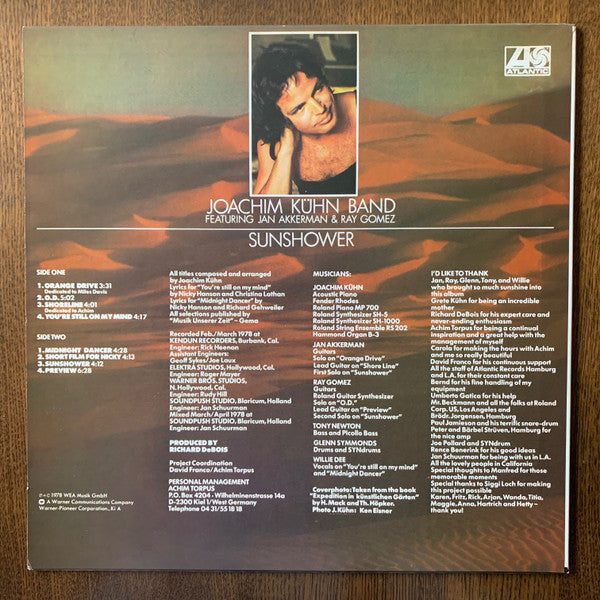 ATLANTIC
JOACHIM KÜHN BAND
FEATURING JAN AKKERMAN & RAY GOMEZ
SUNSHOWER
SIDE ONE
1. ORANGE DRIVE 3:31
Dedicated to Miles Davis
2. O.D. 5:02
3. SHORELINE 4:01
Dedicated to Achim
4. YOU'RE STILL ON MY MIND 4:17
SIDE TWO
1. MIDNIGHT DANCER 4:28
2. SHORT FILM FOR NICKY 4:13
3. SUNSHOWER 4:12
4. PREVIEW 6:28
℗ + © 1978 WEA Musik GmbH
A Warner Communications Company
Warner-Pioneer Corporation.,
All titles composed and arranged
by Joachim Kühn
Lyrics for "You're still on my mind"
by Nicky Hanson and Christina Lathan
Lyrics for "Midnight Dancer" by
Nicky Hanson and Richard Gehweiler
All selections published by
"Musik Unserer Zeit" – Gema
Recorded Feb./March 1978 at
KENDUN RECORDERS, Burbank, Cal.
Engineer: Rick Heenan
Assistant Engineers:
Geoff Sykes/Joe Laux
ELEKTRA STUDIOS, Hollywood, Cal.
Engineer: Roger Mayer
WARNER BROS. STUDIOS,
N. Hollywood, Cal.
Engineer: Rudy Hill
SOUNDPUSH STUDIO, Blaricum, Holland
Engineer: Jan Schuurman
Mixed March/April 1978 at
SOUNDPUSH STUDIO, Blaricum, Holland
Engineer: Jan Schuurman
PRODUCED BY
RICHARD DeBOIS
Project Coordination
David Franco/Achim Torpus
PERSONAL MANAGEMENT
ACHIM TORPUS
P.O. Box 4204 - Wilhelminenstrasse 14a
D-2300 Kiel 1/West Germany
Telephone 04 31/55 18 18
MUSICIANS:
JOACHIM KÜHN
Acoustic Piano
Fender Rhodes
Roland Piano MP 700
Roland Synthesizer SH-5
Roland Synthesizer SH-1000
Roland String Ensemble RS 202
Hammond Organ B-3
JAN AKKERMAN
Guitars
Solo on "Orange Drive"
Lead Guitar on "Shore Line"
First Solo on "Sunshower"
RAY GOMEZ
Guitars
Roland Guitar Synthesizer
Solo on "O.D."
Lead Guitar on "Preview"
Second Solo on "Sunshower"
TONY NEWTON
Bass and Picollo Bass
GLENN SYMMONDS
Drums and SYNdrums
WILLIE DEE
Vocals on "You're still on my mind"
and "Midnight Dancer"
Coverphoto: Taken from the book
"Expedition in künstlichen Gärten"
by H. Mack and Th. Höpker.
Photo J. Kühn: Ken Eisner
I'D LIKE TO THANK
Jan, Ray, Glen, Tony, and Willie
who brought so much sunshine into
this album
Grete Kühn for being an incredible
mother
Richard DeBois for his expert care and
never-ending enthusiasm
Achim Torpus for being a continual
inspiration and a great help with the
management of myself
Carola for making the hours with Achim
and me so really beautiful
David Franco for his continuous support
All the staff of Atlantic Records Hamburg
and L.A. for their constant care
Bernd for his fine handling of my
equipment
Umberto Gatica for his help
Mr. Beckmann and all the folks at Roland
Corp. US, Los Angeles and
Brödr. Jorgensen, Hamburg
Paul Jamieson and his terrific snare-drum
Peter and Bärbel Strüven, Hamburg for
the nice amp
Joe Pollard and SYNdrum
Rence Benerink for his good ideas
Jan Schuurman for being with us in L.A.
All the lovely people in California
Special thoughts to Manfred for those
memorable moments
Special thanks to Siggi Loch for making
this project possible
Karen, Fritz, Rick, Arjan, Wanda, Titia,
Maggie, Anna, Hartrich and Hetty –
thank you!